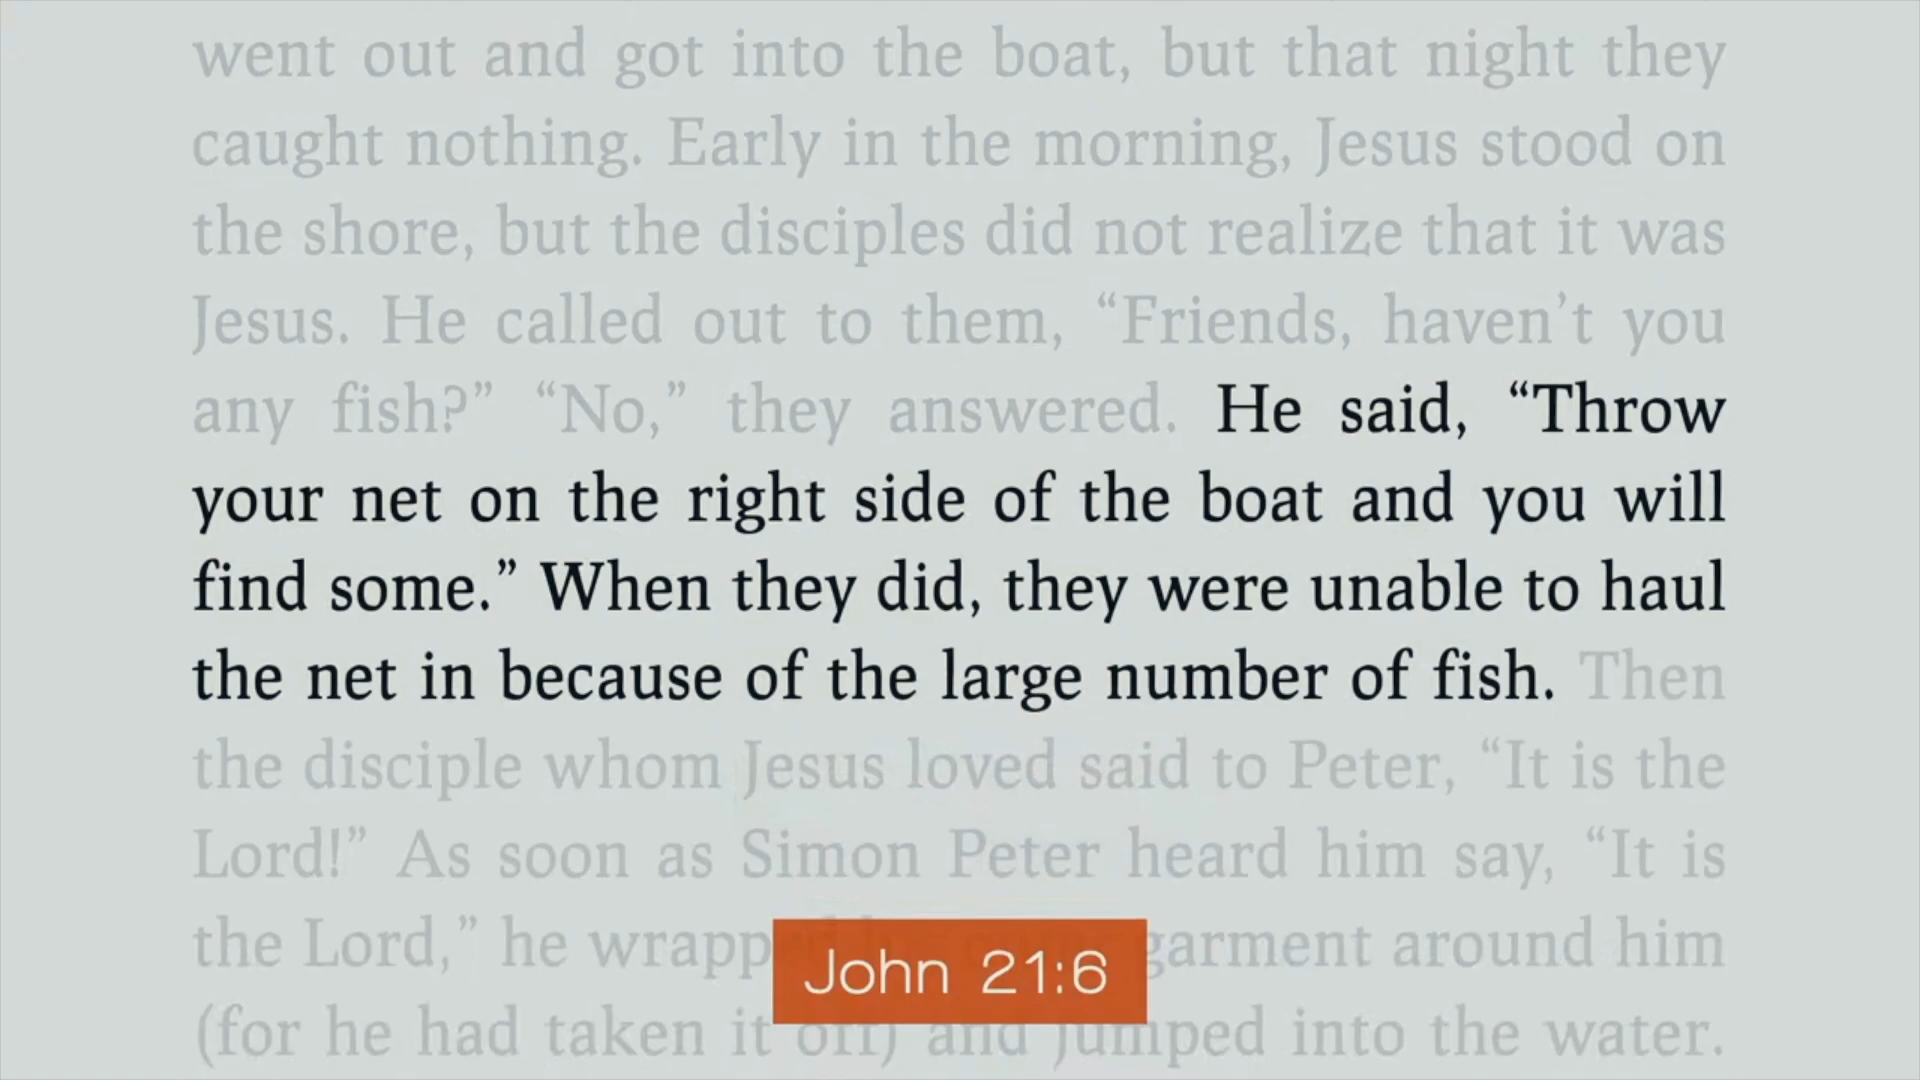 went out and got into the boat, but that night they
caught nothing. Early in the morning, Jesus stood on
the shore, but the disciples did not realize that it was
Jesus. He called out to them, “Friends, haven’t you
any fish?” “No,” they answered. He said, “Throw
your net on the right side of the boat and you will
find some.” When they did, they were unable to haul
the net in because of the large number of fish. Then
the disciple whom Jesus loved said to Peter, “It is the
Lord!” As soon as Simon Peter heard him say, “It is
the Lord,” he garment around him
John 21:6
(for he had taken it off) and jumped into the water.